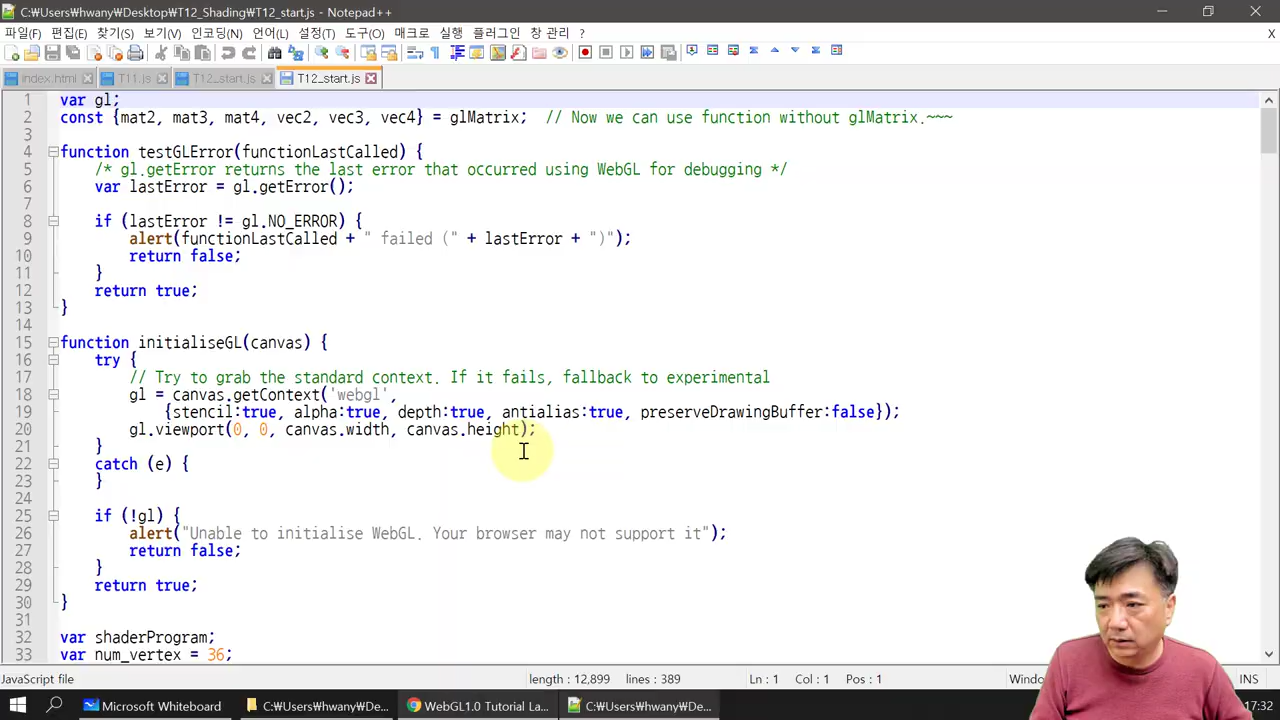 C:₩Users₩hwany₩Desktop₩T12_Shading₩T12_start.js - Notepad++
파일(F) 편집(E) 찾기(S) 보기(V) 인코딩(N) 언어(L) 설정(T) 도구(O) 매크로 실행 플러그인 창 관리 ? X
index.html T11.js T12_start.js T12_start.js
1 var gl;
2 const {mat2, mat3, mat4, vec2, vec3, vec4} = glMatrix; // Now we can use function without glMatrix.~~~
3
4 function testGLError(functionLastCalled) {
5 /* gl.getError returns the last error that occurred using WebGL for debugging */
6 var lastError = gl.getError();
7
8 if (lastError != gl.NO_ERROR) {
9 alert(functionLastCalled + " failed (" + lastError + ")");
10 return false;
11 }
12 return true;
13 }
14
15 function initialiseGL(canvas) {
16 try {
17 // Try to grab the standard context. If it fails, fallback to experimental
18 gl = canvas.getContext('webgl',
19 {stencil:true, alpha:true, depth:true, antialias:true, preserveDrawingBuffer:false});
20 gl.viewport(0, 0, canvas.width, canvas.height);
21 }
22 catch (e) {
23 }
24
25 if (!gl) {
26 alert("Unable to initialise WebGL. Your browser may not support it");
27 return false;
28 }
29 return true;
30 }
31
32 var shaderProgram;
33 var num_vertex = 36;
JavaScript file length : 12,899 lines : 389 Ln : 1 Col : 1 Pos : 1 INS
Microsoft Whiteboard C:₩Users₩hwany₩De... WebGL1.0 Tutorial La... C:₩Users₩hwany₩De... 17:32